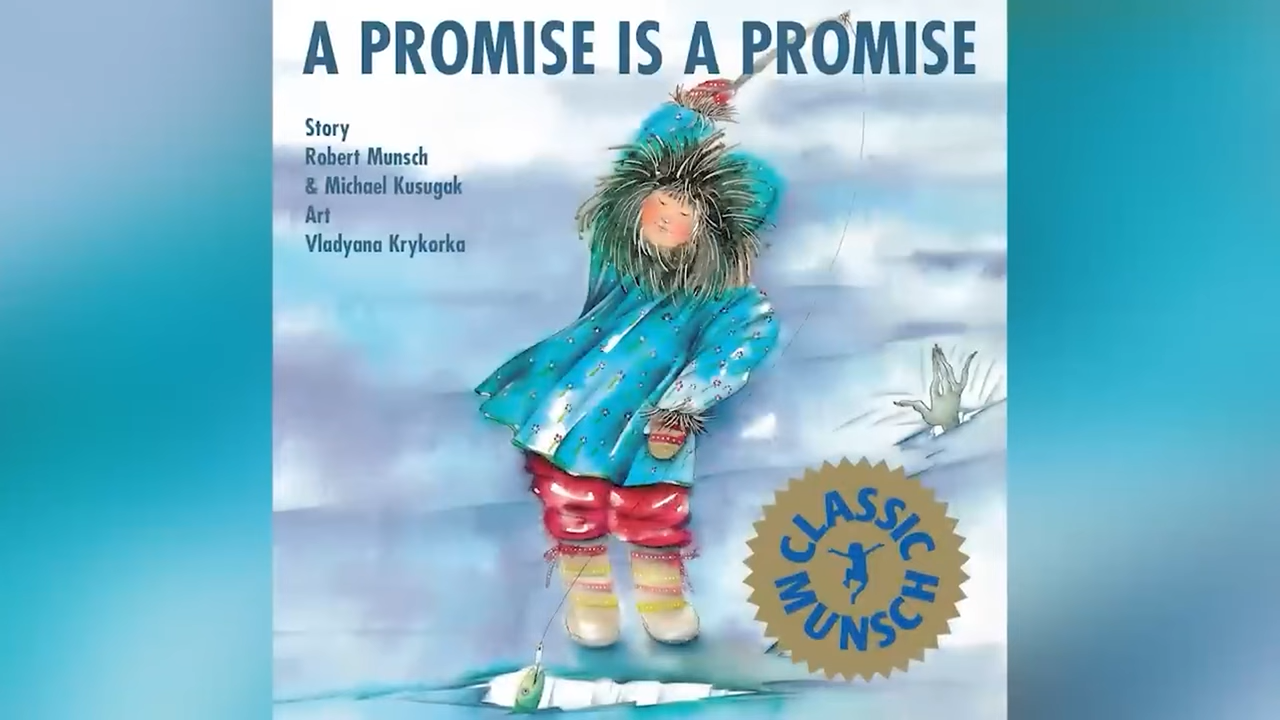 A PROMISE IS A PROMISE
Story
Robert Munsch
& Michael Kusugak
Art
Vladyana Krykorka
CLASSIC
MUNSCH